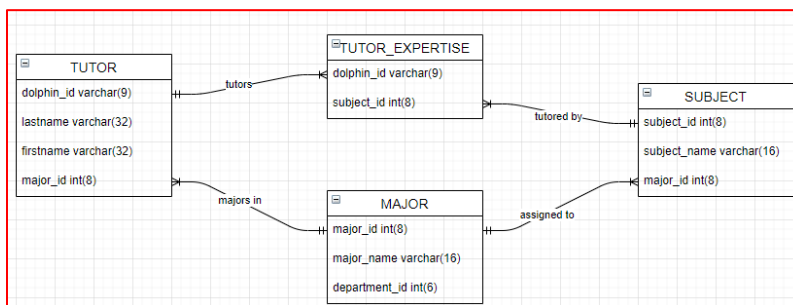 TUTOR
dolphin_id varchar(9)
lastname varchar(32)
firstname varchar(32)
major_id int(8)
tutors
TUTOR_EXPERTISE
dolphin_id varchar(9)
subject_id int(8)
tutored by
SUBJECT
subject_id int(8)
subject_name varchar(16)
major_id int(8)
majors in
MAJOR
major_id int(8)
major_name varchar(16)
department_id int(6)
assigned to